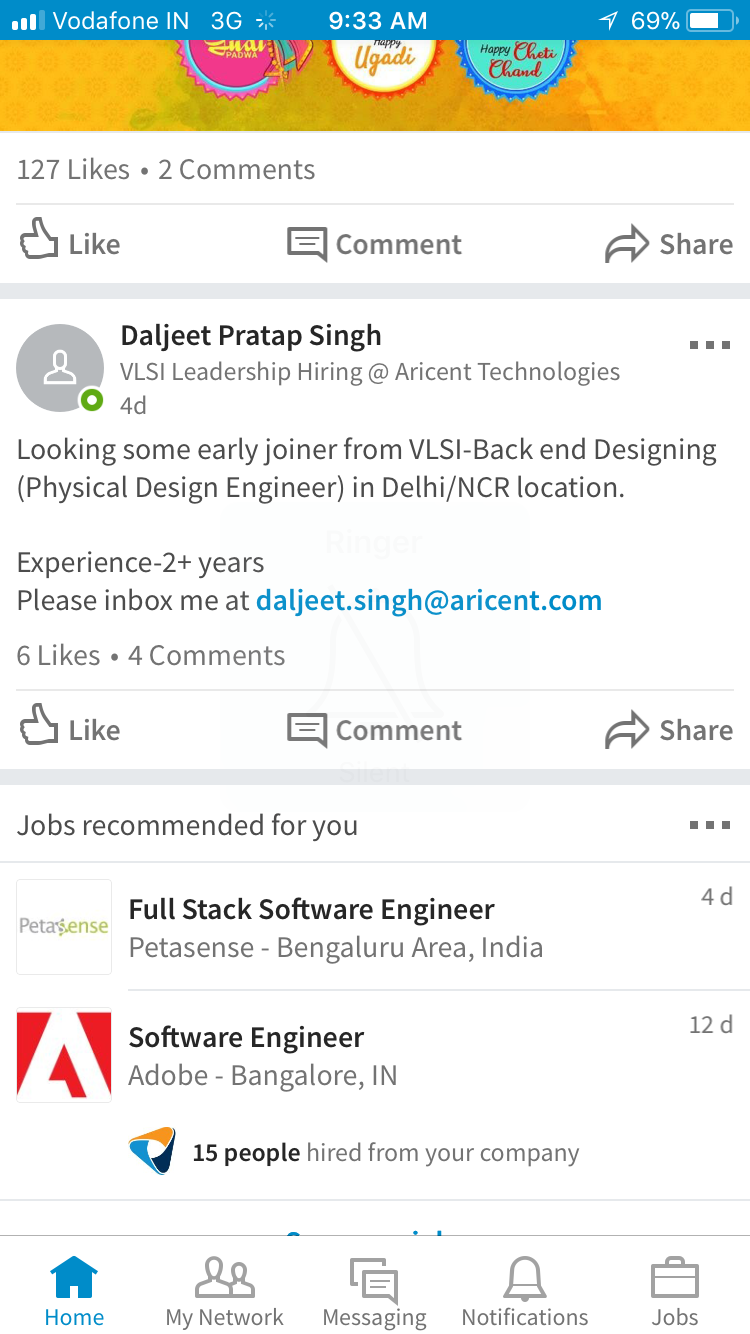 Vodafone IN 3G 9:33 AM 69%
PADWA
Happy
Ugadi
Happy Cheti
Chand
127 Likes • 2 Comments
Like Comment Share
Daljeet Pratap Singh
VLSI Leadership Hiring @ Aricent Technologies
4d
Looking some early joiner from VLSI-Back end Designing
(Physical Design Engineer) in Delhi/NCR location.
Ringer
Experience-2+ years
Please inbox me at daljeet.singh@aricent.com
6 Likes • 4 Comments
Like Comment Share
Silent
Jobs recommended for you
Petasense
Full Stack Software Engineer
4 d
Petasense - Bengaluru Area, India
Software Engineer
12 d
Adobe - Bangalore, IN
15 people hired from your company
Home My Network Messaging Notifications Jobs